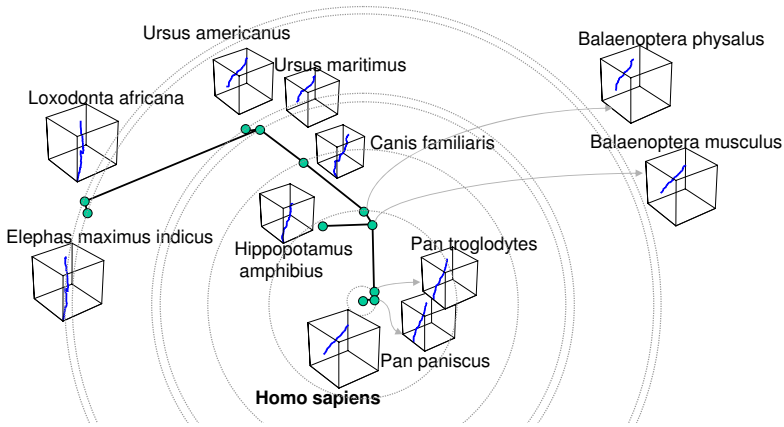 Ursus americanus
Balaenoptera physalus
Ursus maritimus
Loxodonta africana
Canis familiaris
Balaenoptera musculus
Elephas maximus indicus
Hippopotamus
amphibius
Pan troglodytes
Pan paniscus
Homo sapiens